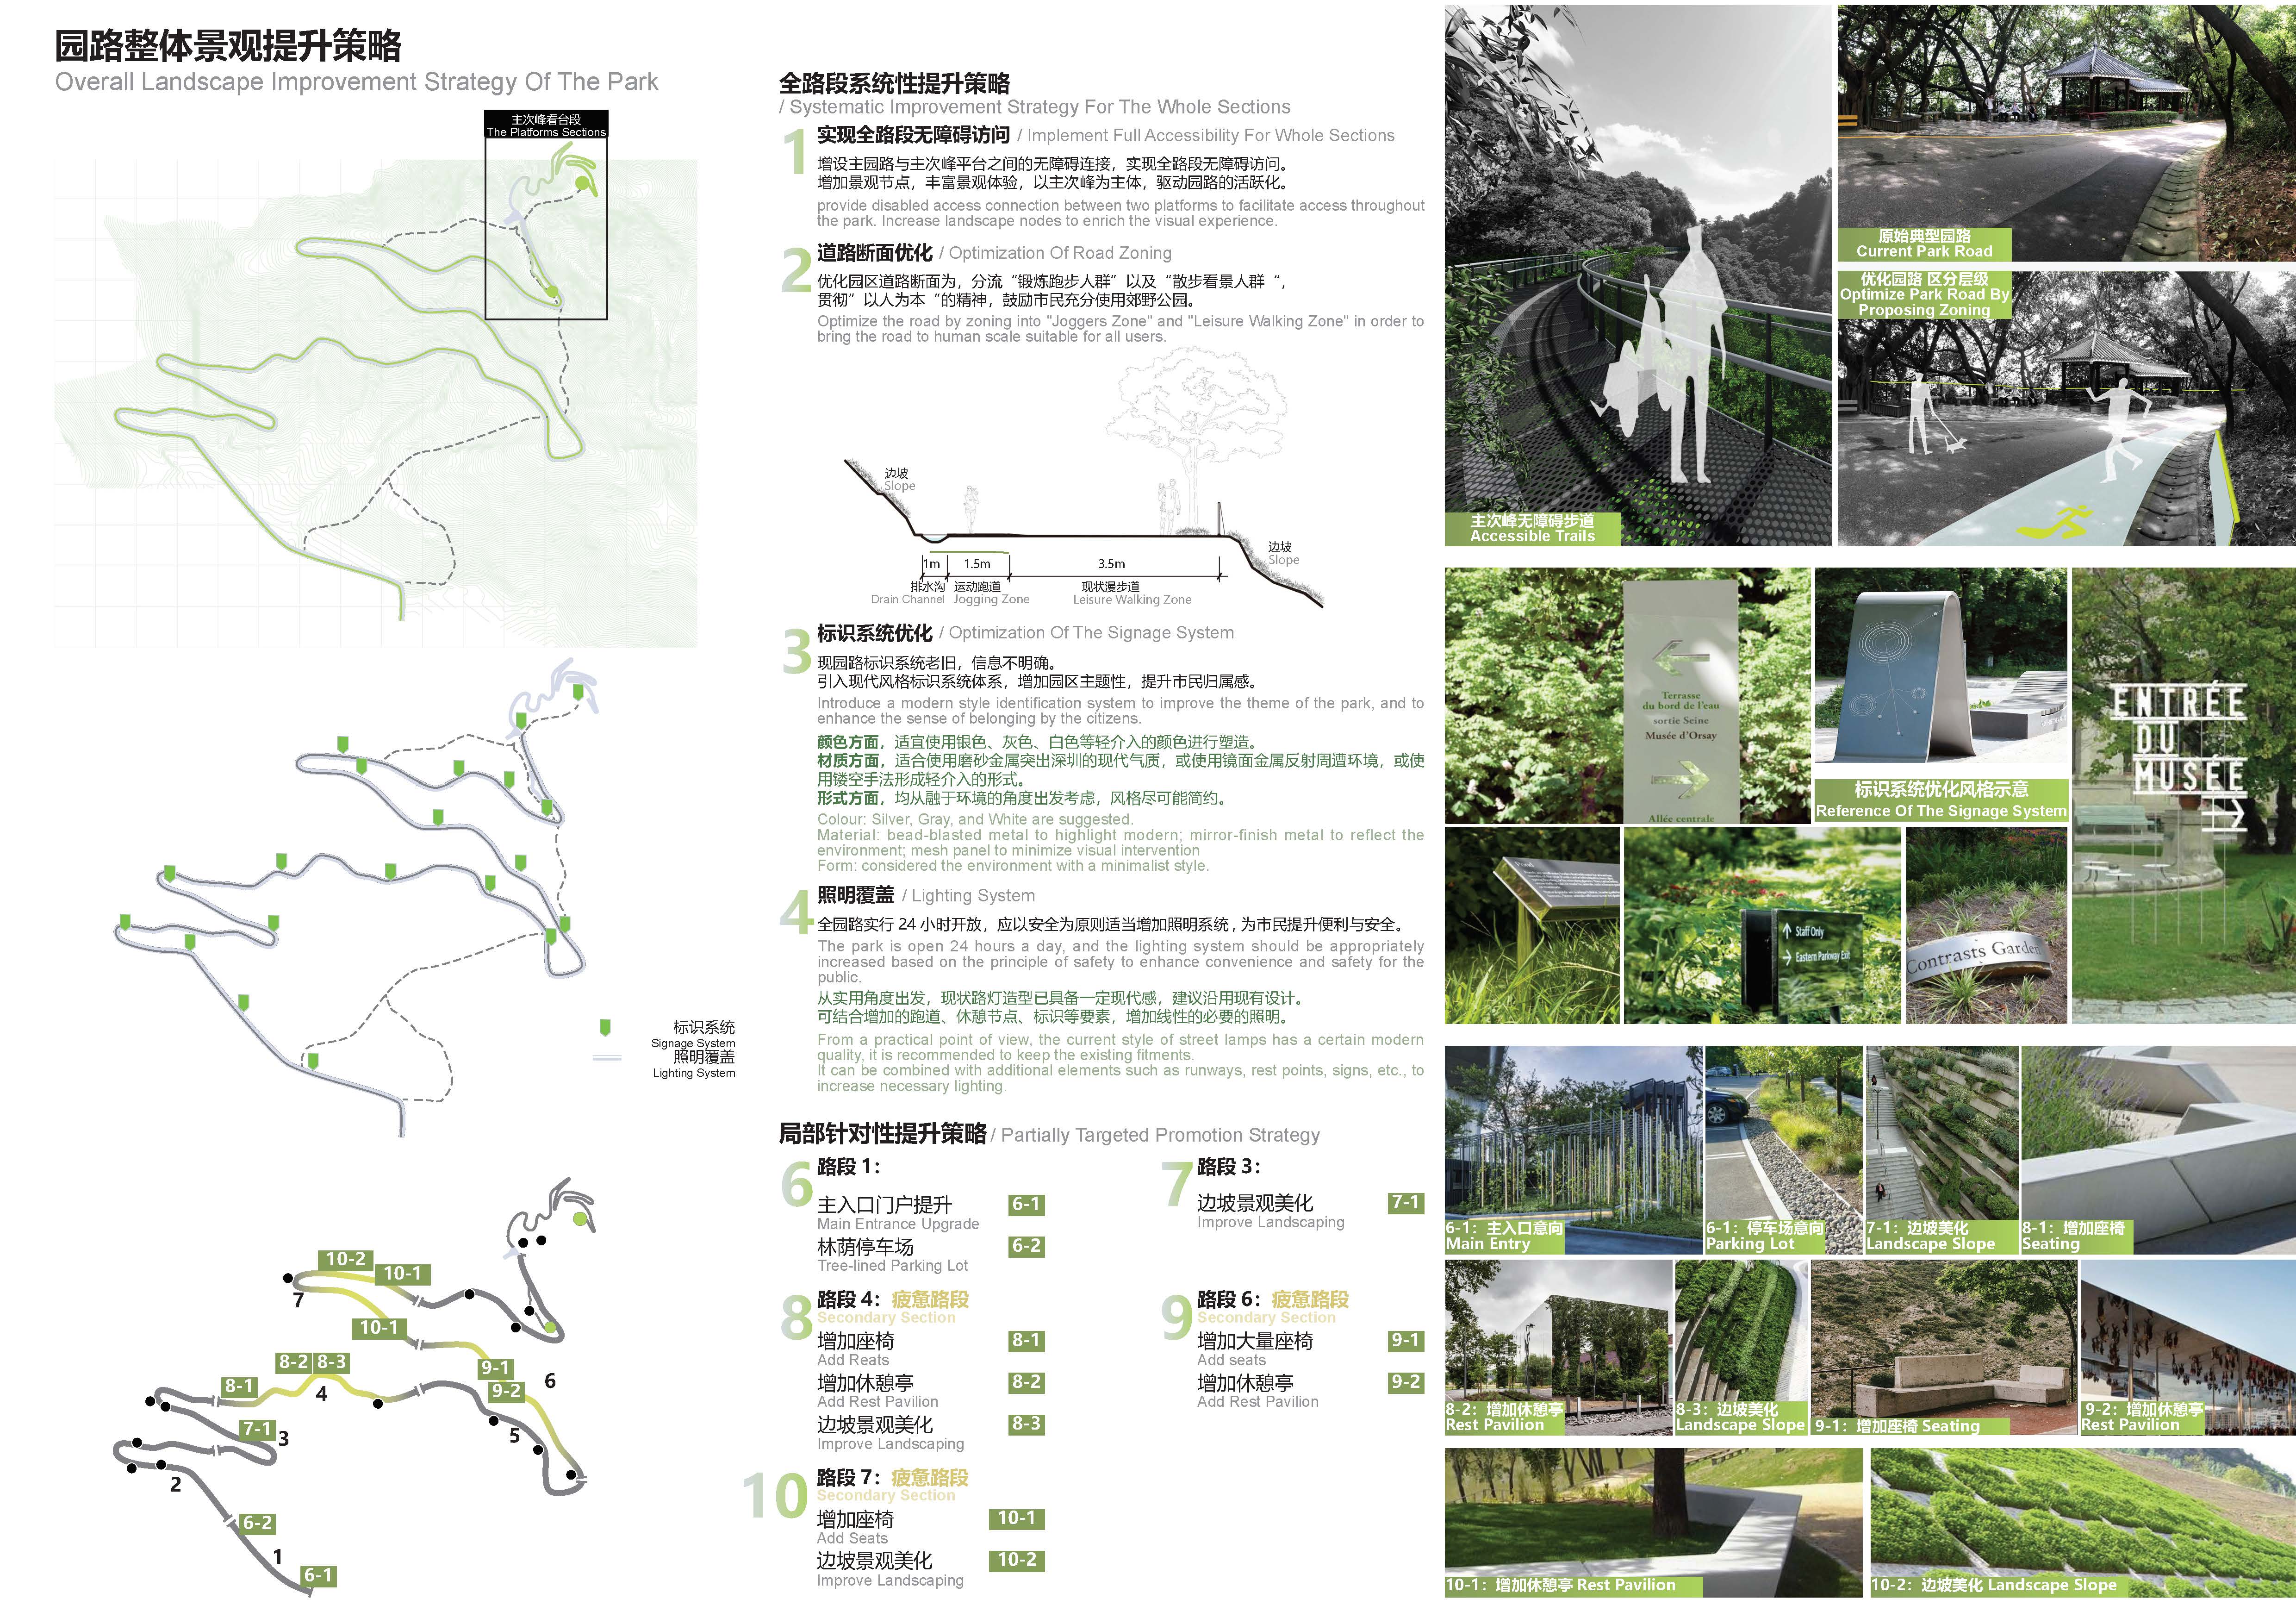 园路整体景观提升策略
Overall Landscape Improvement Strategy Of The Park
主次峰看台段
The Platforms Sections
标识系统
Signage System
照明覆盖
Lighting System
10-2
10-1
7
10-1
8-2
8-3
9-1
6
8-1
4
9-2
7-1
3
5
2
6-2
1
6-1
全路段系统性提升策略
/ Systematic Improvement Strategy For The Whole Sections
1
实现全路段无障碍访问 / Implement Full Accessibility For Whole Sections
增设主园路与主次峰平台之间的无障碍连接，实现全路段无障碍访问。
增加景观节点，丰富景观体验，以主次峰为主体，驱动园路的活跃化。
provide disabled access connection between two platforms to facilitate access throughout
the park. Increase landscape nodes to enrich the visual experience.
2
道路断面优化 / Optimization Of Road Zoning
优化园区道路断面为，分流“锻炼跑步人群”以及“散步看景人群“，
贯彻”以人为本“的精神，鼓励市民充分使用郊野公园。
Optimize the road by zoning into "Joggers Zone" and "Leisure Walking Zone" in order to
bring the road to human scale suitable for all users.
边坡
Slope
边坡
Slope
1m
1.5m
3.5m
排水沟
运动跑道
现状漫步道
Drain Channel
Jogging Zone
Leisure Walking Zone
3
标识系统优化 / Optimization Of The Signage System
现园路标识系统老旧，信息不明确。
引入现代风格标识系统体系，增加园区主题性，提升市民归属感。
Introduce a modern style identification system to improve the theme of the park, and to
enhance the sense of belonging by the citizens.
颜色方面，适宜使用银色、灰色、白色等轻介入的颜色进行塑造。
材质方面，适合使用磨砂金属突出深圳的现代气质，或使用镜面金属反射周遭环境，或使
用镂空手法形成轻介入的形式。
形式方面，均从融于环境的角度出发考虑，风格尽可能简约。
Colour: Silver, Gray, and White are suggested.
Material: bead-blasted metal to highlight modern; mirror-finish metal to reflect the
environment; mesh panel to minimize visual intervention
Form: considered the environment with a minimalist style.
4
照明覆盖 / Lighting System
全园路实行 24 小时开放，应以安全为原则适当增加照明系统，为市民提升便利与安全。
The park is open 24 hours a day, and the lighting system should be appropriately
increased based on the principle of safety to enhance convenience and safety for the
public.
从实用角度出发，现状路灯造型已具备一定现代感，建议沿用现有设计。
可结合增加的跑道、休憩节点、标识等要素，增加线性的必要的照明。
From a practical point of view, the current style of street lamps has a certain modern
quality, it is recommended to keep the existing fitments.
It can be combined with additional elements such as runways, rest points, signs, etc., to
increase necessary lighting.
局部针对性提升策略 / Partially Targeted Promotion Strategy
6
路段 1：
主入口门户提升
6-1
Main Entrance Upgrade
林荫停车场
6-2
Tree-lined Parking Lot
7
路段 3：
边坡景观美化
7-1
Improve Landscaping
8
路段 4：疲惫路段
Secondary Section
增加座椅
8-1
Add Reats
增加休憩亭
8-2
Add Rest Pavilion
边坡景观美化
8-3
Improve Landscaping
9
路段 6：疲惫路段
Secondary Section
增加大量座椅
9-1
Add seats
增加休憩亭
9-2
Add Rest Pavilion
10
路段 7：疲惫路段
Secondary Section
增加座椅
10-1
Add Seats
边坡景观美化
10-2
Improve Landscaping
主次峰无障碍步道
Accessible Trails
原始典型园路
Current Park Road
优化园路 区分层级
Optimize Park Road By
Proposing Zoning
Terrasse
du bord de l'eau
sortie Seine
Musée d'Orsay
Allée centrale
标识系统优化风格示意
Reference Of The Signage System
ENTRÉE
DU
MUSÉE
Staff Only
Eastern Parkway Exit
Contrasts Garden
6-1：主入口意向
Main Entry
6-1：停车场意向
Parking Lot
7-1：边坡美化
Landscape Slope
8-1：增加座椅
Seating
8-2：增加休憩亭
Rest Pavilion
8-3：边坡美化
Landscape Slope
9-1：增加座椅 Seating
9-2：增加休憩亭
Rest Pavilion
10-1：增加休憩亭 Rest Pavilion
10-2：边坡美化 Landscape Slope